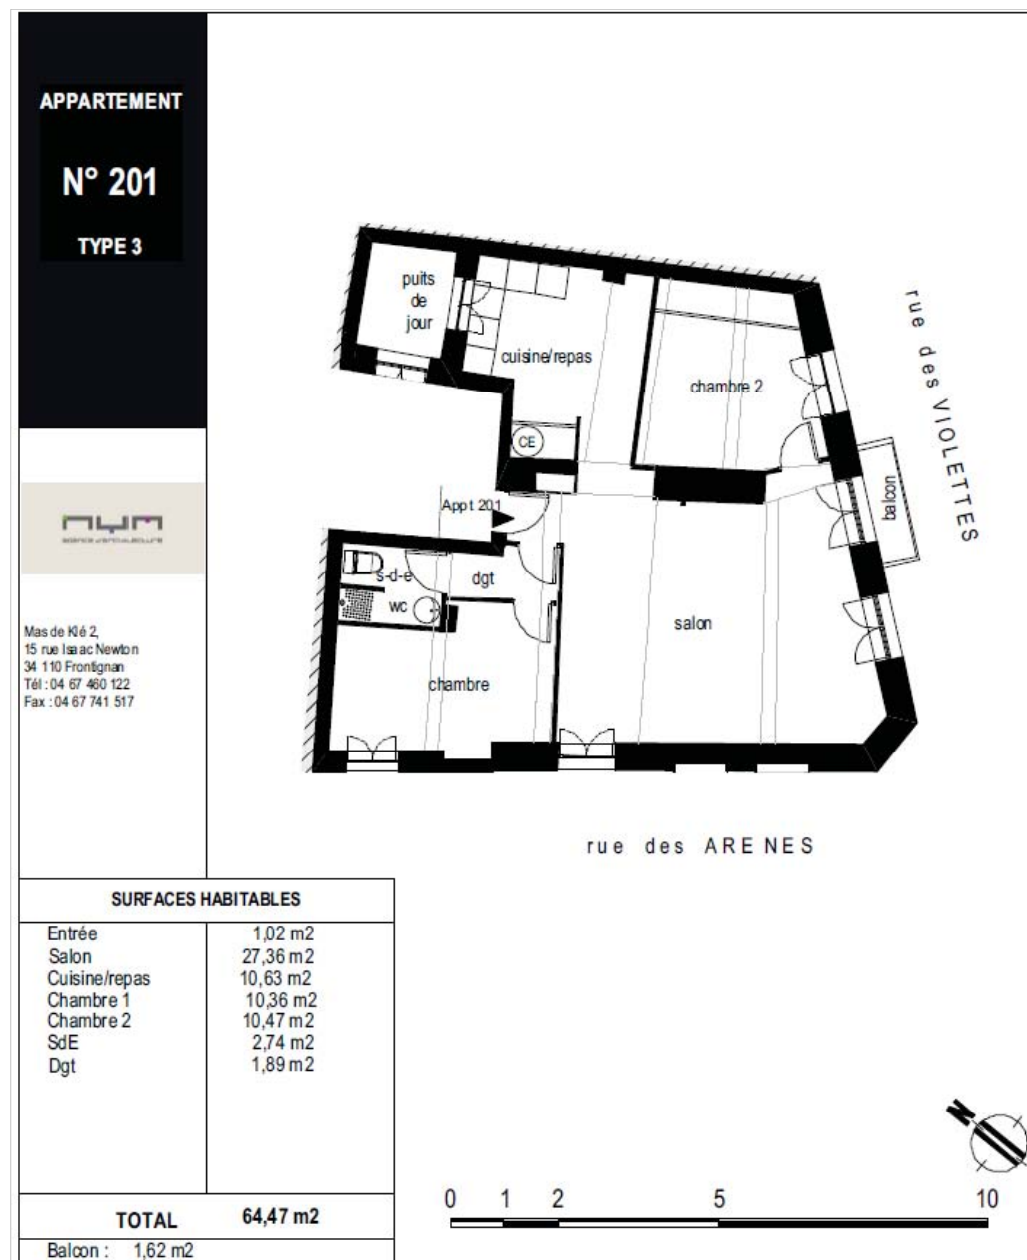 APPARTEMENT
N° 201
TYPE 3
Mas de Klé 2,
15 rue Isaac Newton
34 110 Frontignan
Tél : 04 67 460 122
Fax : 04 67 741 517
puits
de
jour
cuisine/repas
chambre 2
CE
Appt 201
s-d-e
wc
dgt
salon
chambre
balcon
rue des VIOLETTES
rue des ARENES
SURFACES HABITABLES
Entrée 1,02 m2
Salon 27,36 m2
Cuisine/repas 10,63 m2
Chambre 1 10,36 m2
Chambre 2 10,47 m2
SdE 2,74 m2
Dgt 1,89 m2
TOTAL 64,47 m2
Balcon : 1,62 m2
N
0 1 2 5 10